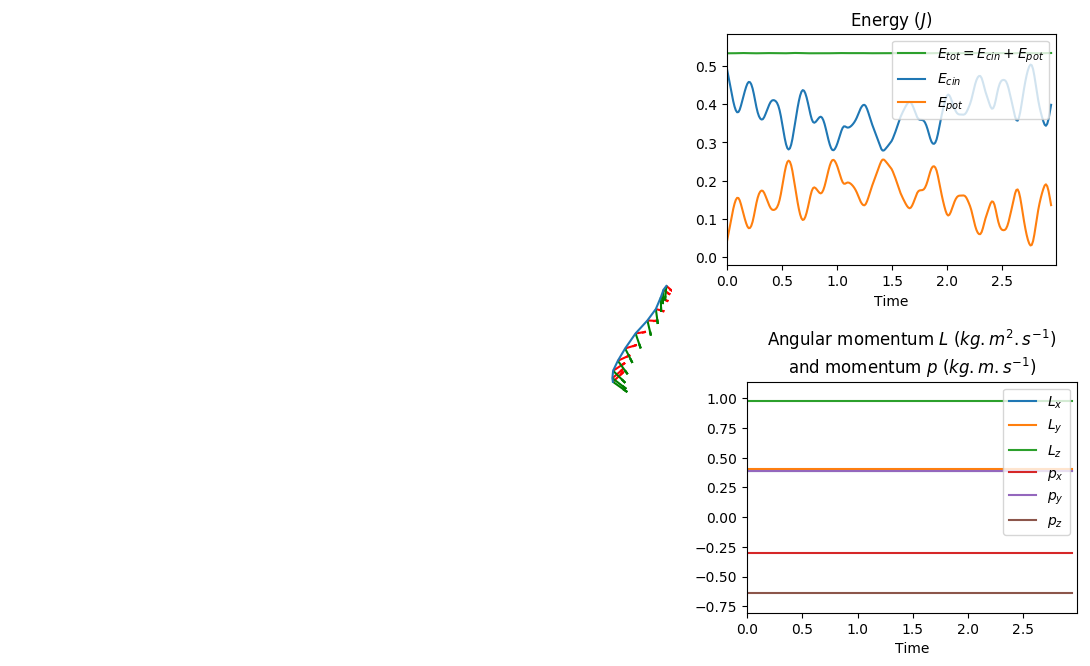 Energy (J)
E_tot = E_cin + E_pot
E_cin
E_pot
0.5
0.4
0.3
0.2
0.1
0.0
0.0 0.5 1.0 1.5 2.0 2.5
Time
Angular momentum L (kg.m².s⁻¹)
and momentum p (kg.m.s⁻¹)
L_x
L_y
L_z
p_x
p_y
p_z
1.00
0.75
0.50
0.25
0.00
−0.25
−0.50
−0.75
0.0 0.5 1.0 1.5 2.0 2.5
Time